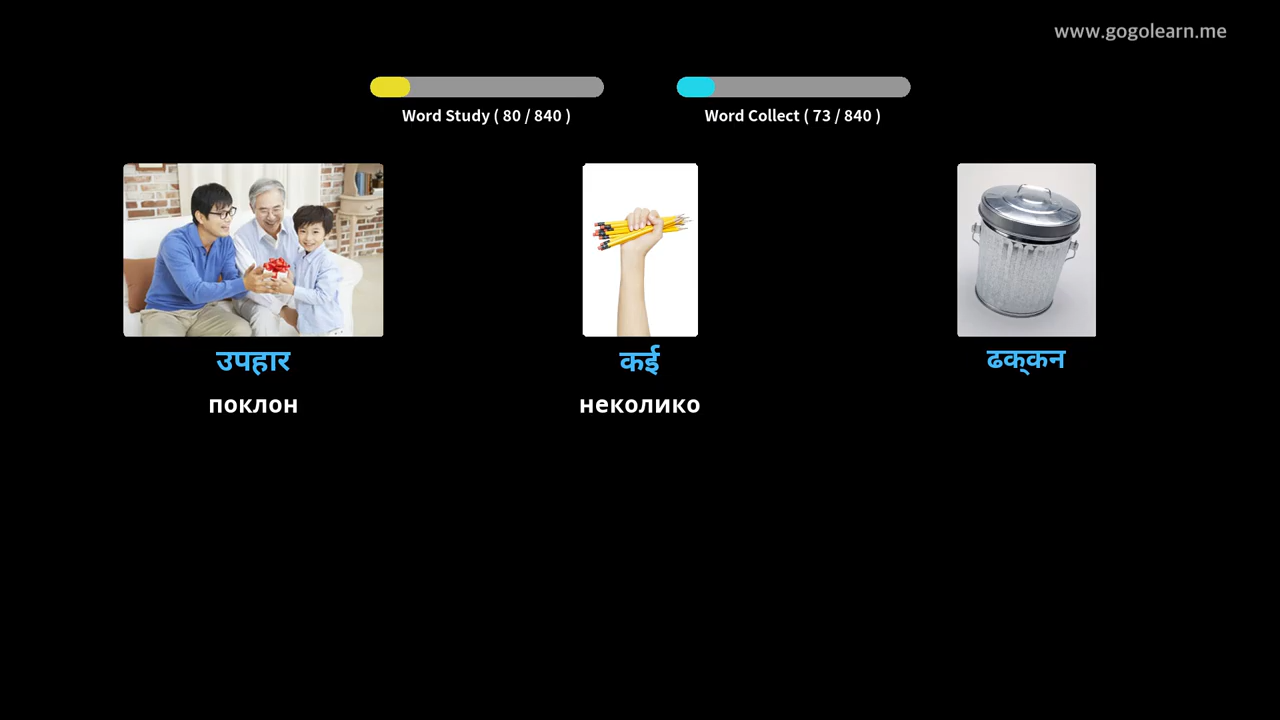 www.gogolearn.me
Word Study ( 80 / 840 )
Word Collect ( 73 / 840 )
उपहार
कई
ढक्‍कन
поклон
неколико